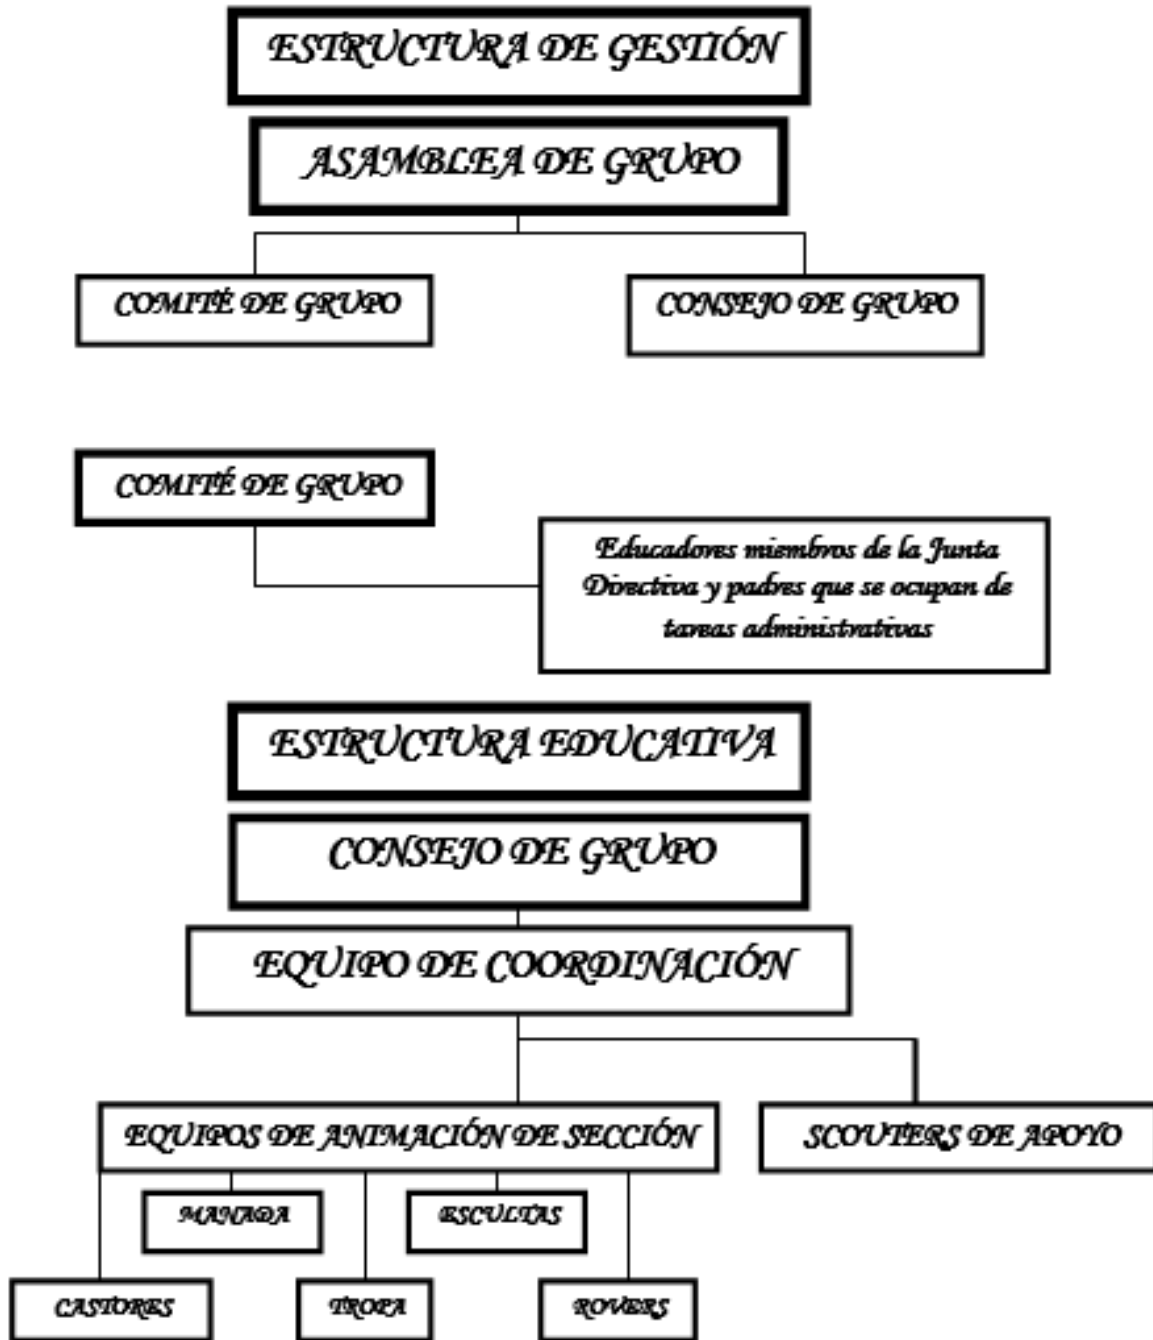 ESTRUCTURA DE GESTIÓN
ASAMBLEA DE GRUPO
COMITÉ DE GRUPO
CONSEJO DE GRUPO
COMITÉ DE GRUPO
Educadores miembros de la Junta
Directiva y padres que se ocupan de
tareas administrativas
ESTRUCTURA EDUCATIVA
CONSEJO DE GRUPO
EQUIPO DE COORDINACIÓN
EQUIPOS DE ANIMACIÓN DE SECCIÓN
SCOUTERS DE APOYO
MANADA
ESCULTAS
CASTORES
TROPA
ROVERS